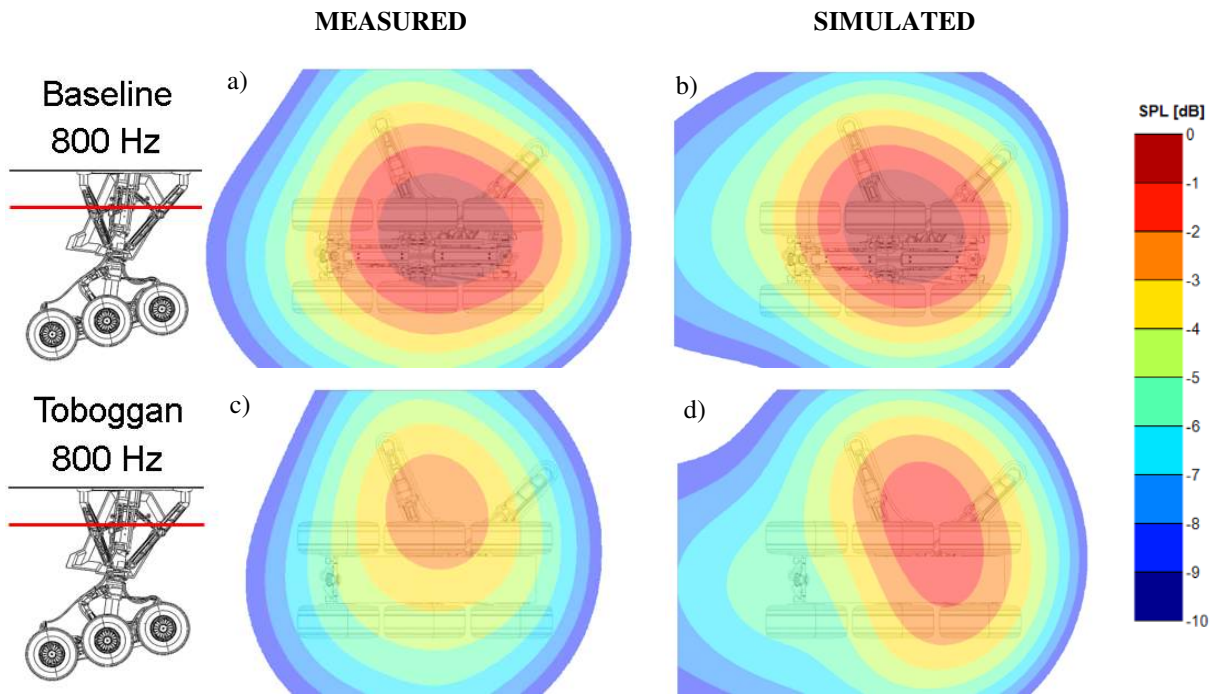 MEASURED
SIMULATED
Baseline
800 Hz
a)
b)
Toboggan
800 Hz
c)
d)
SPL [dB]
0
-1
-2
-3
-4
-5
-6
-7
-8
-9
-10